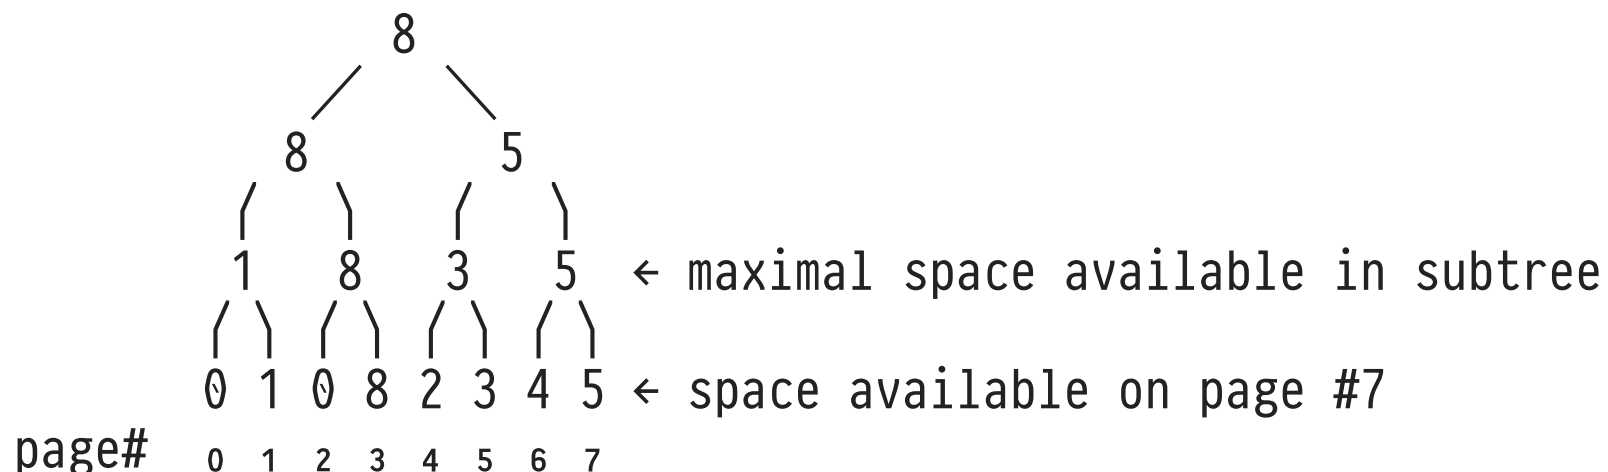 8
8 5
1 8 3 5 ← maximal space available in subtree
0 1 0 8 2 3 4 5 ← space available on page #7
page# 0 1 2 3 4 5 6 7